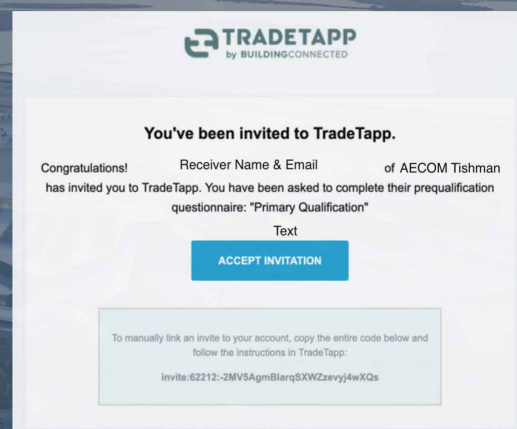 TRADETAPP
by BUILDINGCONNECTED
You've been invited to TradeTapp.
Congratulations! Receiver Name & Email of AECOM Tishman
has invited you to TradeTapp. You have been asked to complete their prequalification
questionnaire: "Primary Qualification"
Text
ACCEPT INVITATION
To manually link an invite to your account, copy the entire code below and
follow the instructions in TradeTapp:
invite:62212:-2MV5AgmBlarqSXWZzevyj4wXQs